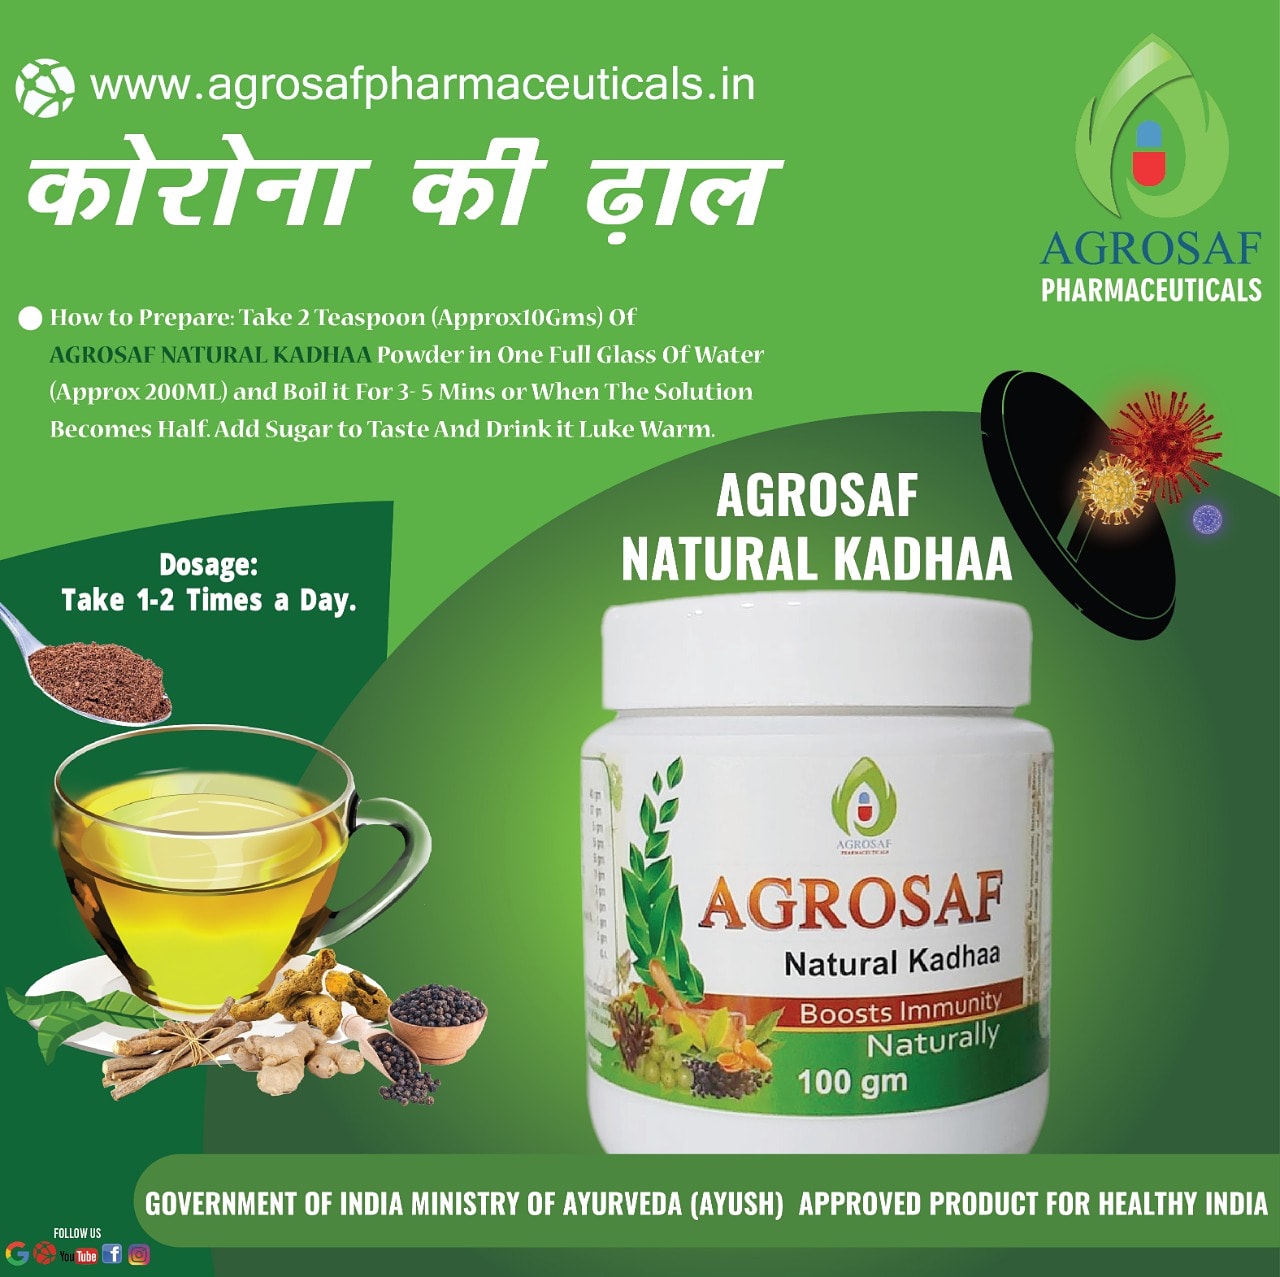 www.agrosafpharmaceuticals.in
कोरोना की ढ़ाल
AGROSAF
PHARMACEUTICALS
How to Prepare: Take 2 Teaspoon (Approx10Gms) Of
AGROSAF NATURAL KADHAA Powder in One Full Glass Of Water
(Approx 200ML) and Boil it For 3- 5 Mins or When The Solution
Becomes Half. Add Sugar to Taste And Drink it Luke Warm.
AGROSAF
NATURAL KADHAA
Dosage:
Take 1-2 Times a Day.
AGROSAF
PHARMACEUTICALS
AGROSAF
Natural Kadhaa
Boosts Immunity
Naturally
100 gm
GOVERNMENT OF INDIA MINISTRY OF AYURVEDA (AYUSH) APPROVED PRODUCT FOR HEALTHY INDIA
FOLLOW US
YouTube